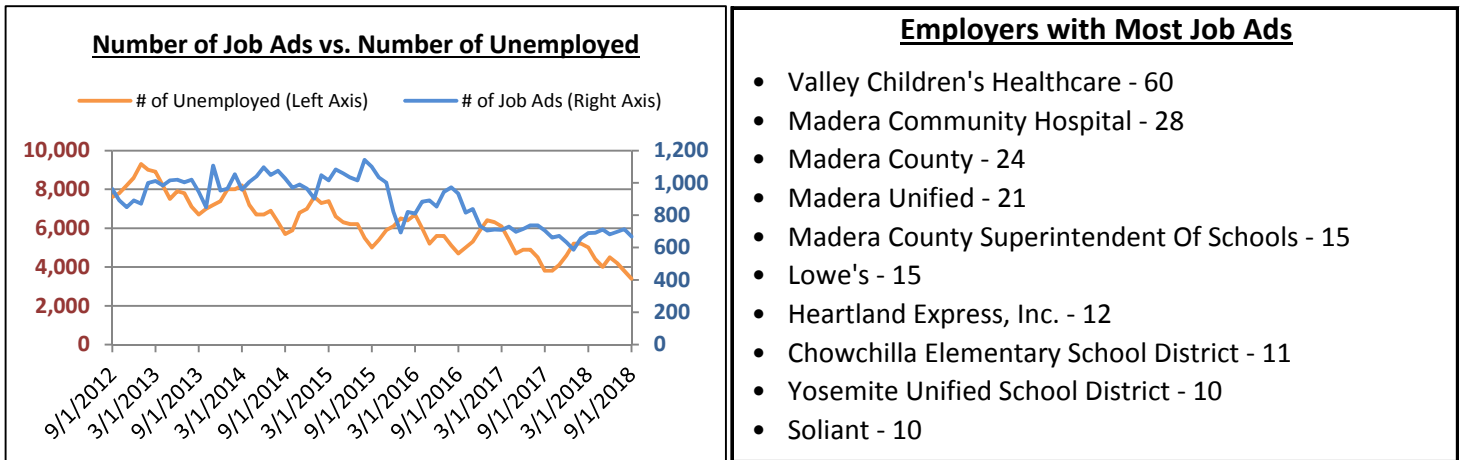 Number of Job Ads vs. Number of Unemployed
# of Unemployed (Left Axis) # of Job Ads (Right Axis)
10,000
8,000
6,000
4,000
2,000
0
1,200
1,000
800
600
400
200
0
9/1/2012
3/1/2013
9/1/2013
3/1/2014
9/1/2014
3/1/2015
9/1/2015
3/1/2016
9/1/2016
3/1/2017
9/1/2017
3/1/2018
9/1/2018
Employers with Most Job Ads
• Valley Children's Healthcare - 60
• Madera Community Hospital - 28
• Madera County - 24
• Madera Unified - 21
• Madera County Superintendent Of Schools - 15
• Lowe's - 15
• Heartland Express, Inc. - 12
• Chowchilla Elementary School District - 11
• Yosemite Unified School District - 10
• Soliant - 10